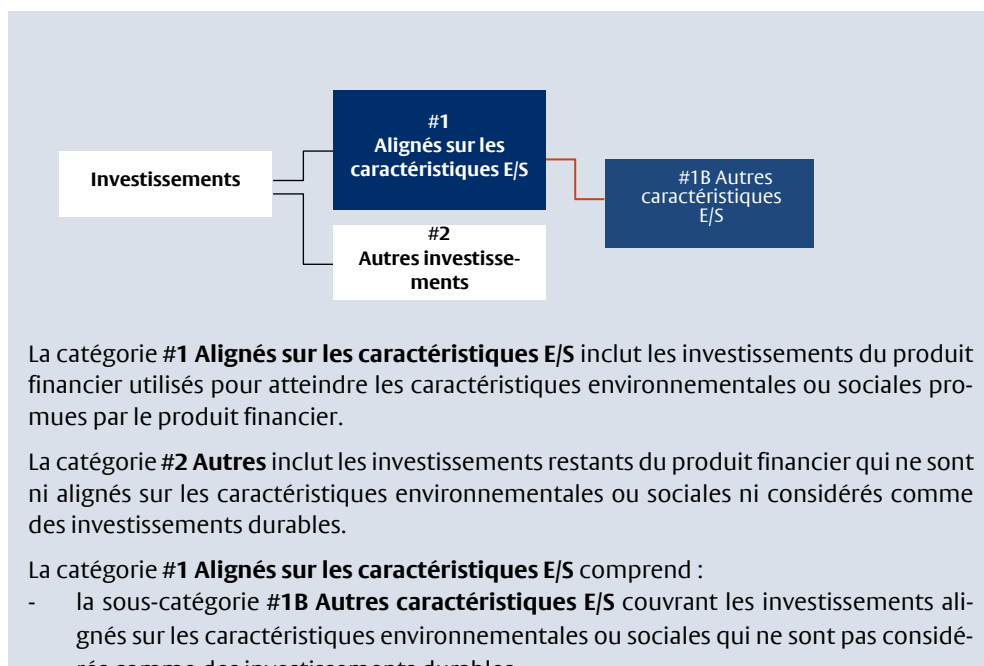 #1
Alignés sur les
caractéristiques E/S
Investissements
#1B Autres
caractéristiques
E/S
#2
Autres investisse-
ments
La catégorie #1 Alignés sur les caractéristiques E/S inclut les investissements du produit
financier utilisés pour atteindre les caractéristiques environnementales ou sociales pro-
mues par le produit financier.
La catégorie #2 Autres inclut les investissements restants du produit financier qui ne sont
ni alignés sur les caractéristiques environnementales ou sociales ni considérés comme
des investissements durables.
La catégorie #1 Alignés sur les caractéristiques E/S comprend :
- la sous-catégorie #1B Autres caractéristiques E/S couvrant les investissements ali-
gnés sur les caractéristiques environnementales ou sociales qui ne sont pas considé-
rés comme des investissements durables